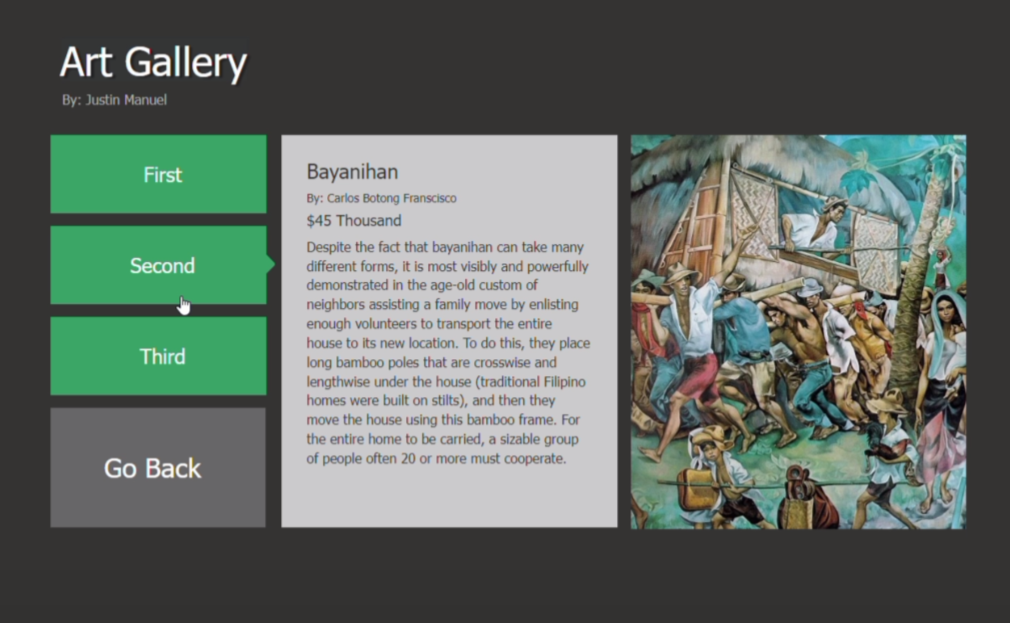 Art Gallery
By: Justin Manuel
First
Second
Third
Go Back
Bayanihan
By: Carlos Botong Franscisco
$45 Thousand
Despite the fact that bayanihan can take many
different forms, it is most visibly and powerfully
demonstrated in the age-old custom of
neighbors assisting a family move by enlisting
enough volunteers to transport the entire
house to its new location. To do this, they place
long bamboo poles that are crosswise and
lengthwise under the house (traditional Filipino
homes were built on stilts), and then they
move the house using this bamboo frame. For
the entire home to be carried, a sizable group
of people often 20 or more must cooperate.